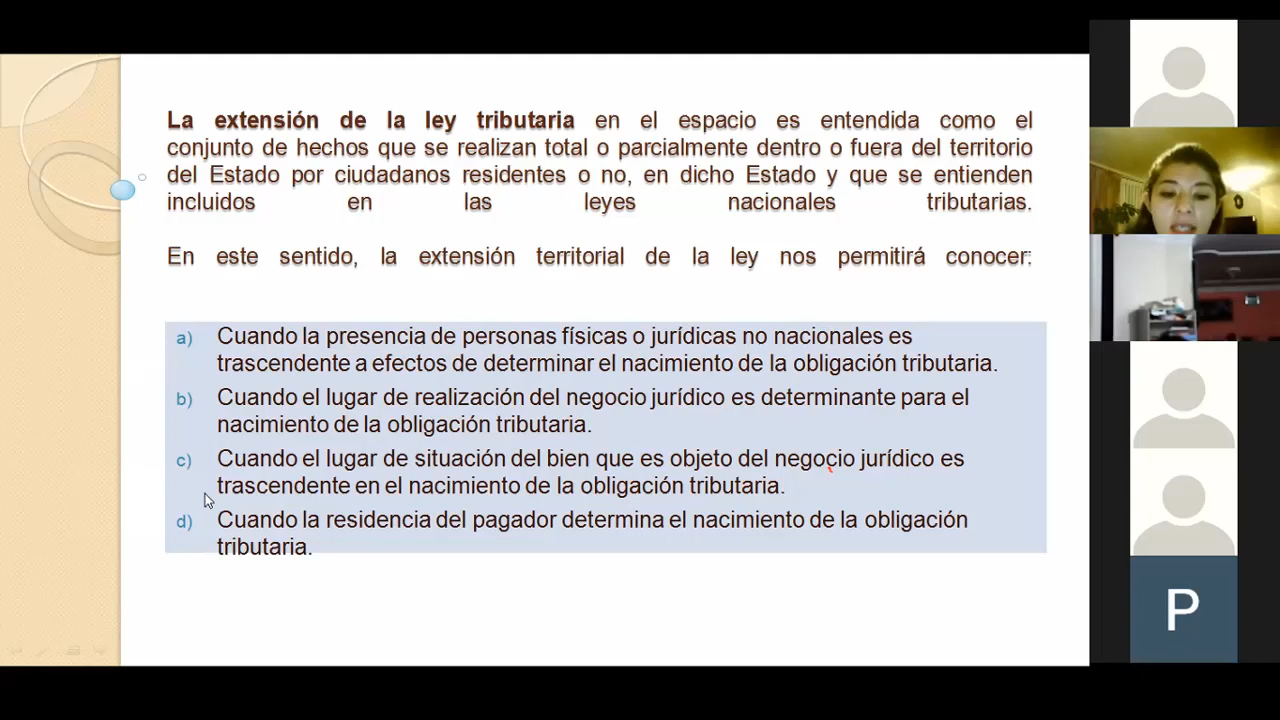 La extensión de la ley tributaria en el espacio es entendida como el
conjunto de hechos que se realizan total o parcialmente dentro o fuera del territorio
del Estado por ciudadanos residentes o no, en dicho Estado y que se entienden
incluidos en las leyes nacionales tributarias.
En este sentido, la extensión territorial de la ley nos permitirá conocer:
a) Cuando la presencia de personas físicas o jurídicas no nacionales es
trascendente a efectos de determinar el nacimiento de la obligación tributaria.
b) Cuando el lugar de realización del negocio jurídico es determinante para el
nacimiento de la obligación tributaria.
c) Cuando el lugar de situación del bien que es objeto del negocio jurídico es
trascendente en el nacimiento de la obligación tributaria.
d) Cuando la residencia del pagador determina el nacimiento de la obligación
tributaria.
P